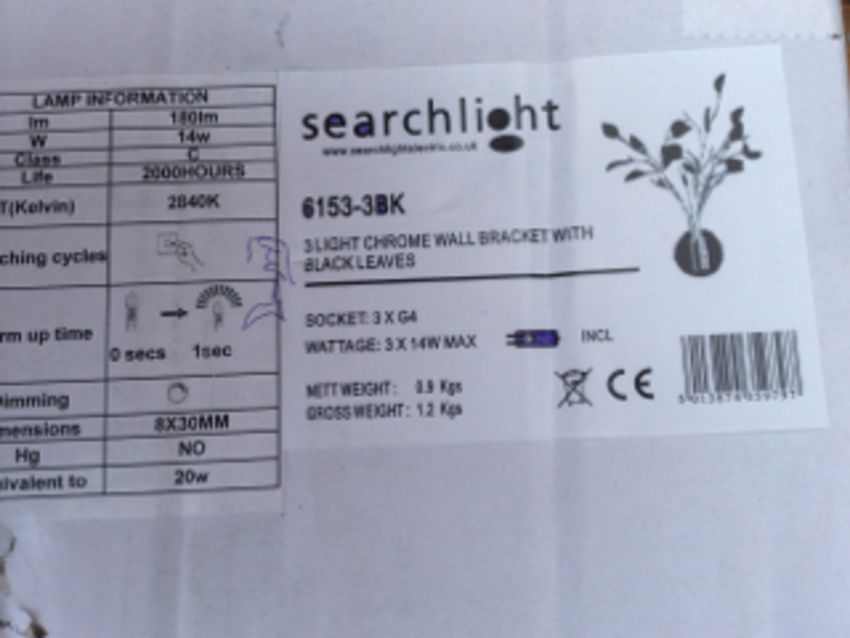 LAMP INFORMATION
lm 180lm
W 14w
Class C
Life 2000HOURS
T(Kelvin) 2840K
ching cycles
rm up time
0 secs 1sec
imming
mensions 8X30MM
Hg NO
ivalent to 20w
searchlight
www.searchlightelectric.co.uk
6153-3BK
3 LIGHT CHROME WALL BRACKET WITH
BLACK LEAVES
SOCKET: 3 X G4
WATTAGE: 3 X 14W MAX INCL
NETT WEIGHT: 0.9 Kgs
GROSS WEIGHT: 1.2 Kgs
CE